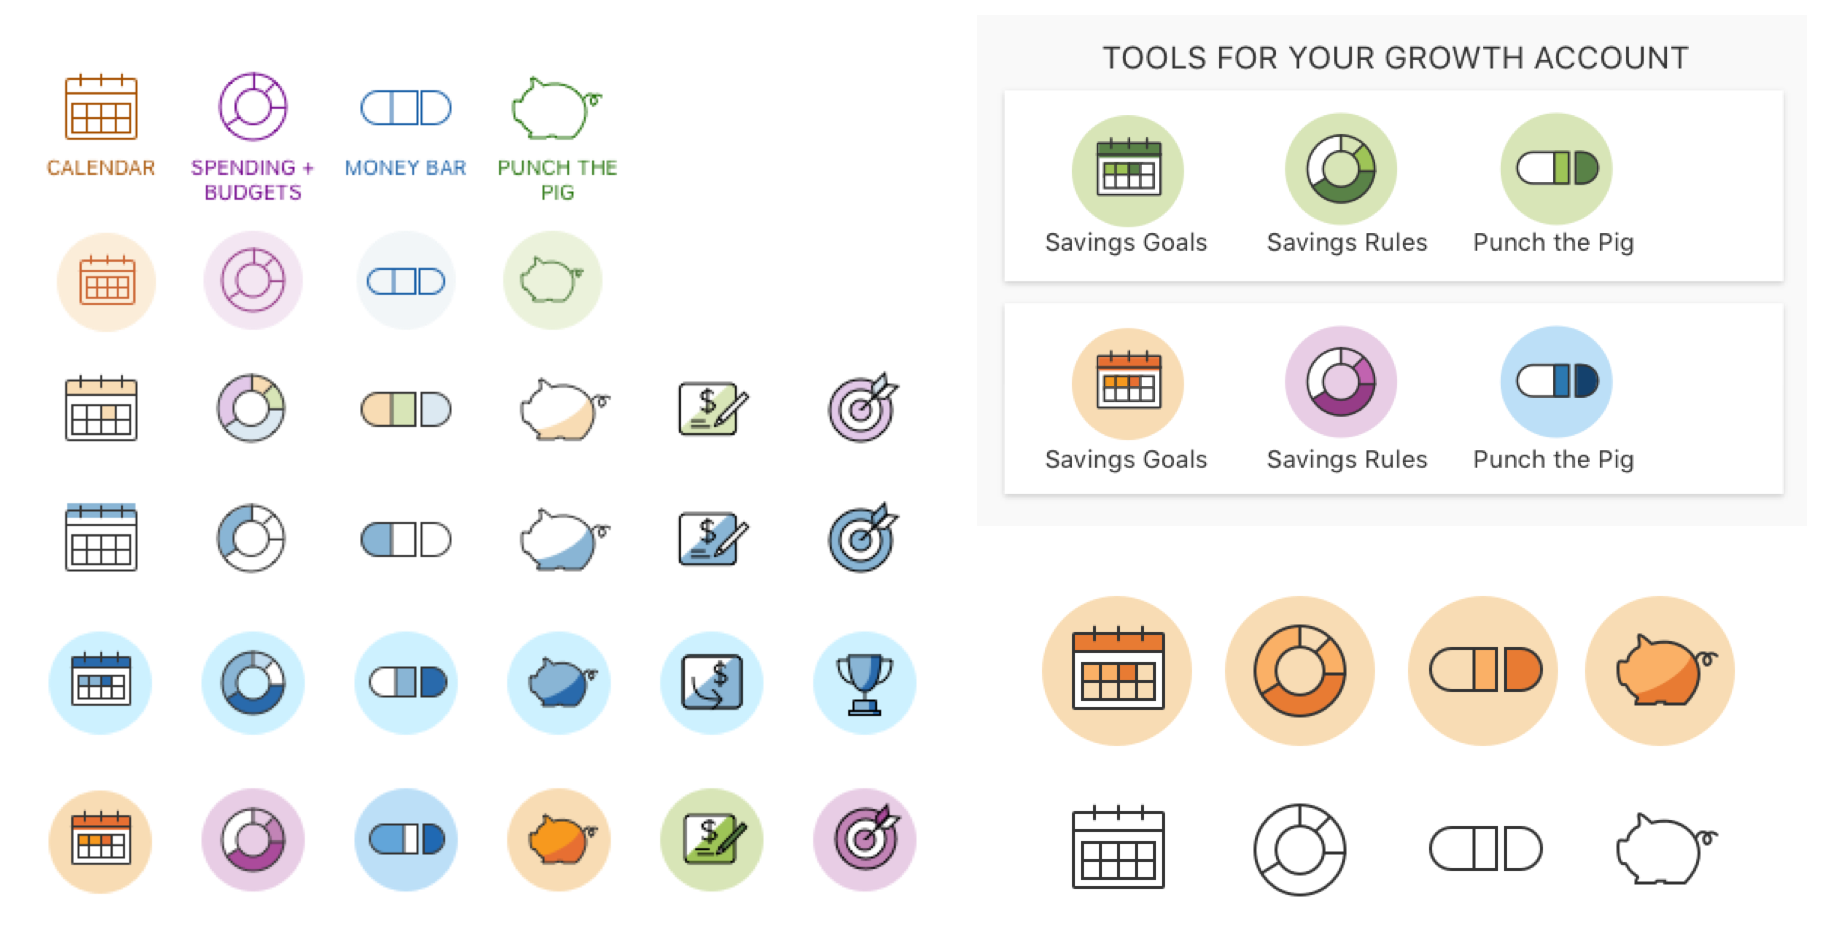 CALENDAR
SPENDING +
BUDGETS
MONEY BAR
PUNCH THE
PIG
$
$
$
$
TOOLS FOR YOUR GROWTH ACCOUNT
Savings Goals
Savings Rules
Punch the Pig
Savings Goals
Savings Rules
Punch the Pig